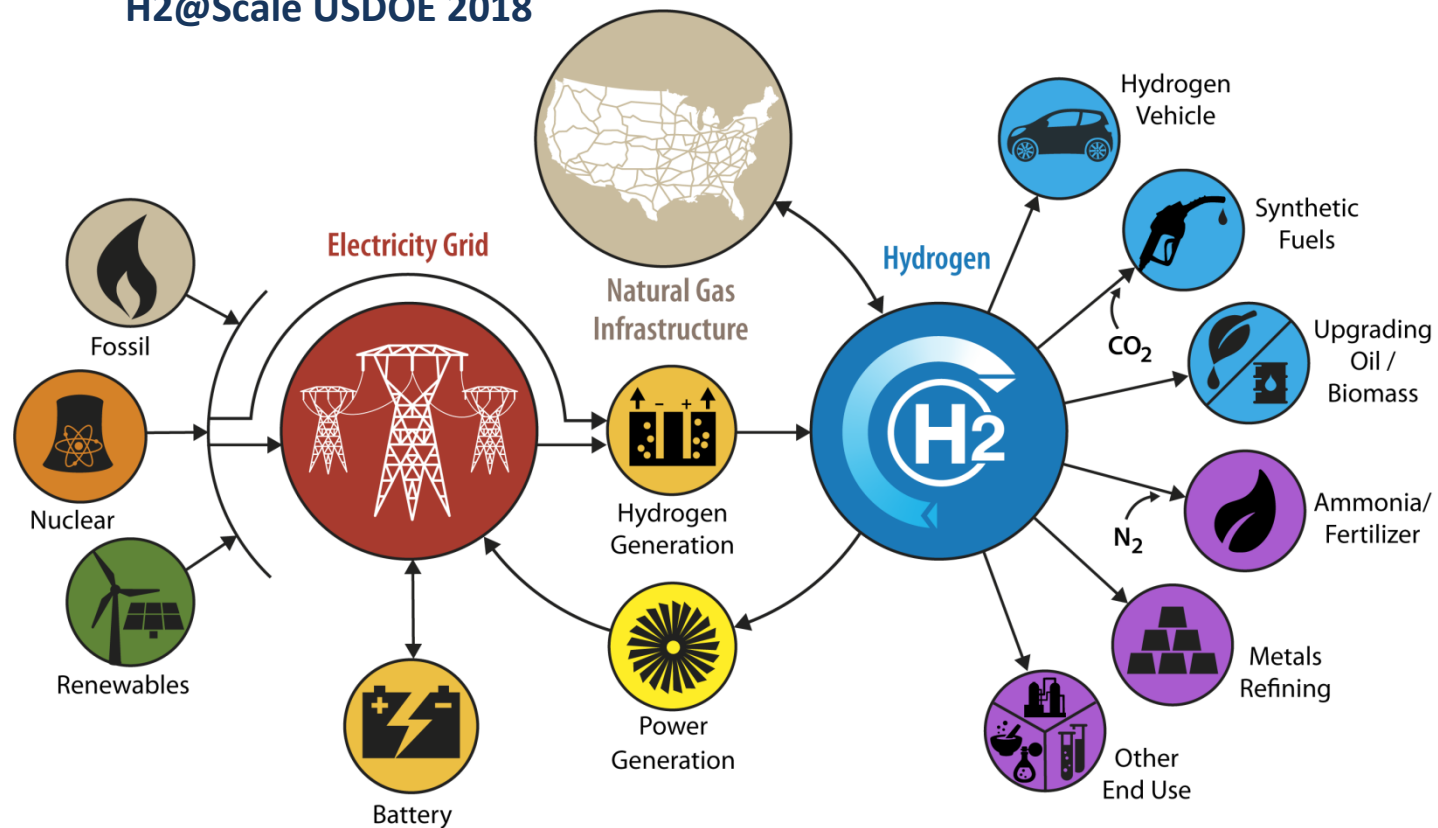 H2@Scale USDOE 2018
Hydrogen
Vehicle
Synthetic
Fuels
Electricity Grid
Hydrogen
Natural Gas
Infrastructure
Fossil
CO₂
Upgrading
Oil /
Biomass
- +
H2
Nuclear
Hydrogen
Generation
N₂
Ammonia/
Fertilizer
Renewables
Metals
Refining
+ -
Power
Generation
Other
End Use
Battery